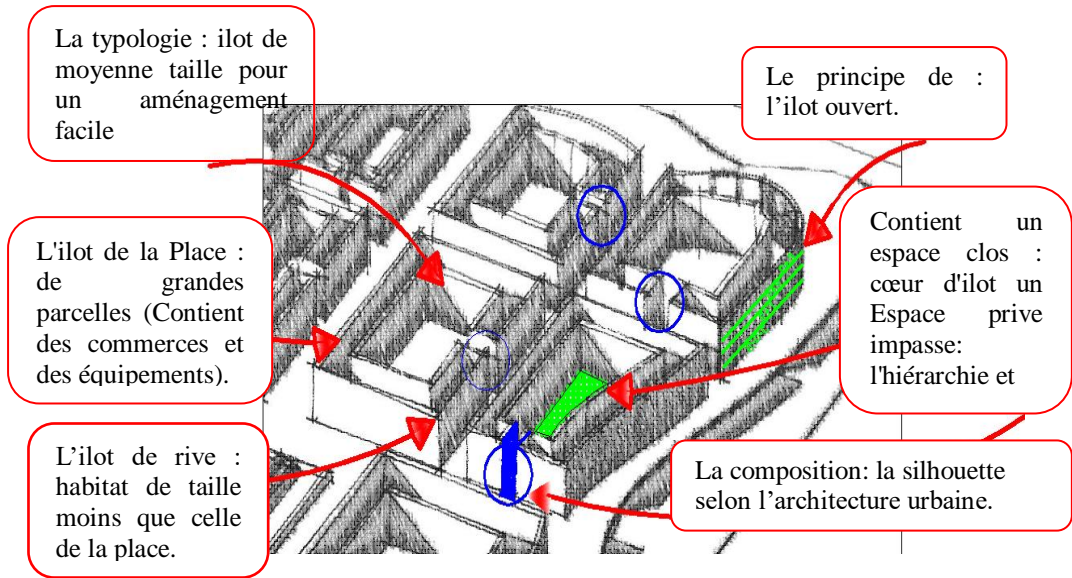 La typologie : ilot de
moyenne taille pour
un aménagement
facile
Le principe de :
l’ilot ouvert.
L'ilot de la Place :
de grandes
parcelles (Contient
des commerces et
des équipements).
Contient un
espace clos :
cœur d'ilot un
Espace prive
impasse:
l'hiérarchie et
L’ilot de rive :
habitat de taille
moins que celle
de la place.
La composition: la silhouette
selon l’architecture urbaine.